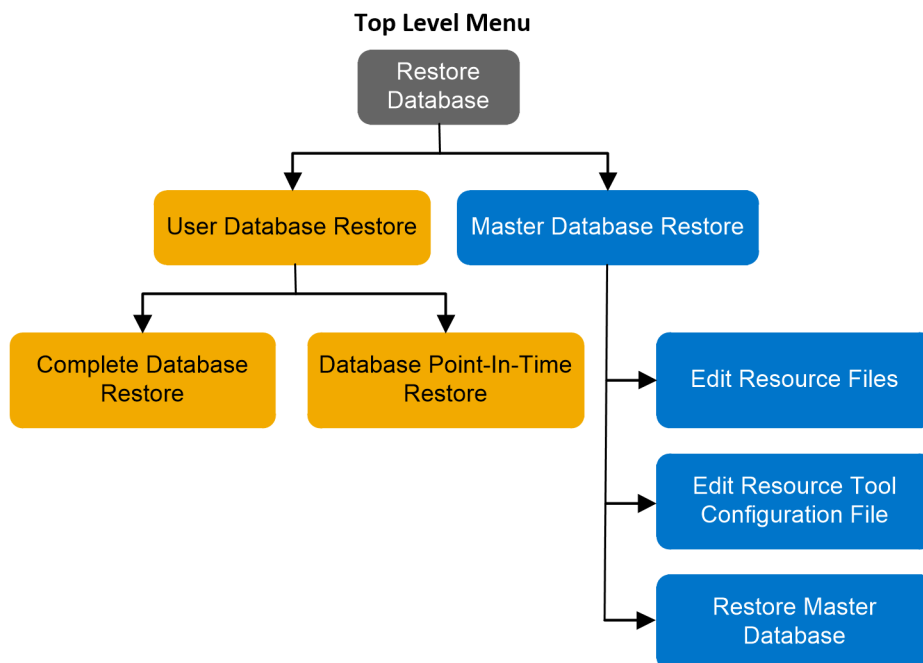 Top Level Menu
Restore
Database
User Database Restore
Master Database Restore
Complete Database
Restore
Database Point-In-Time
Restore
Edit Resource Files
Edit Resource Tool
Configuration File
Restore Master
Database